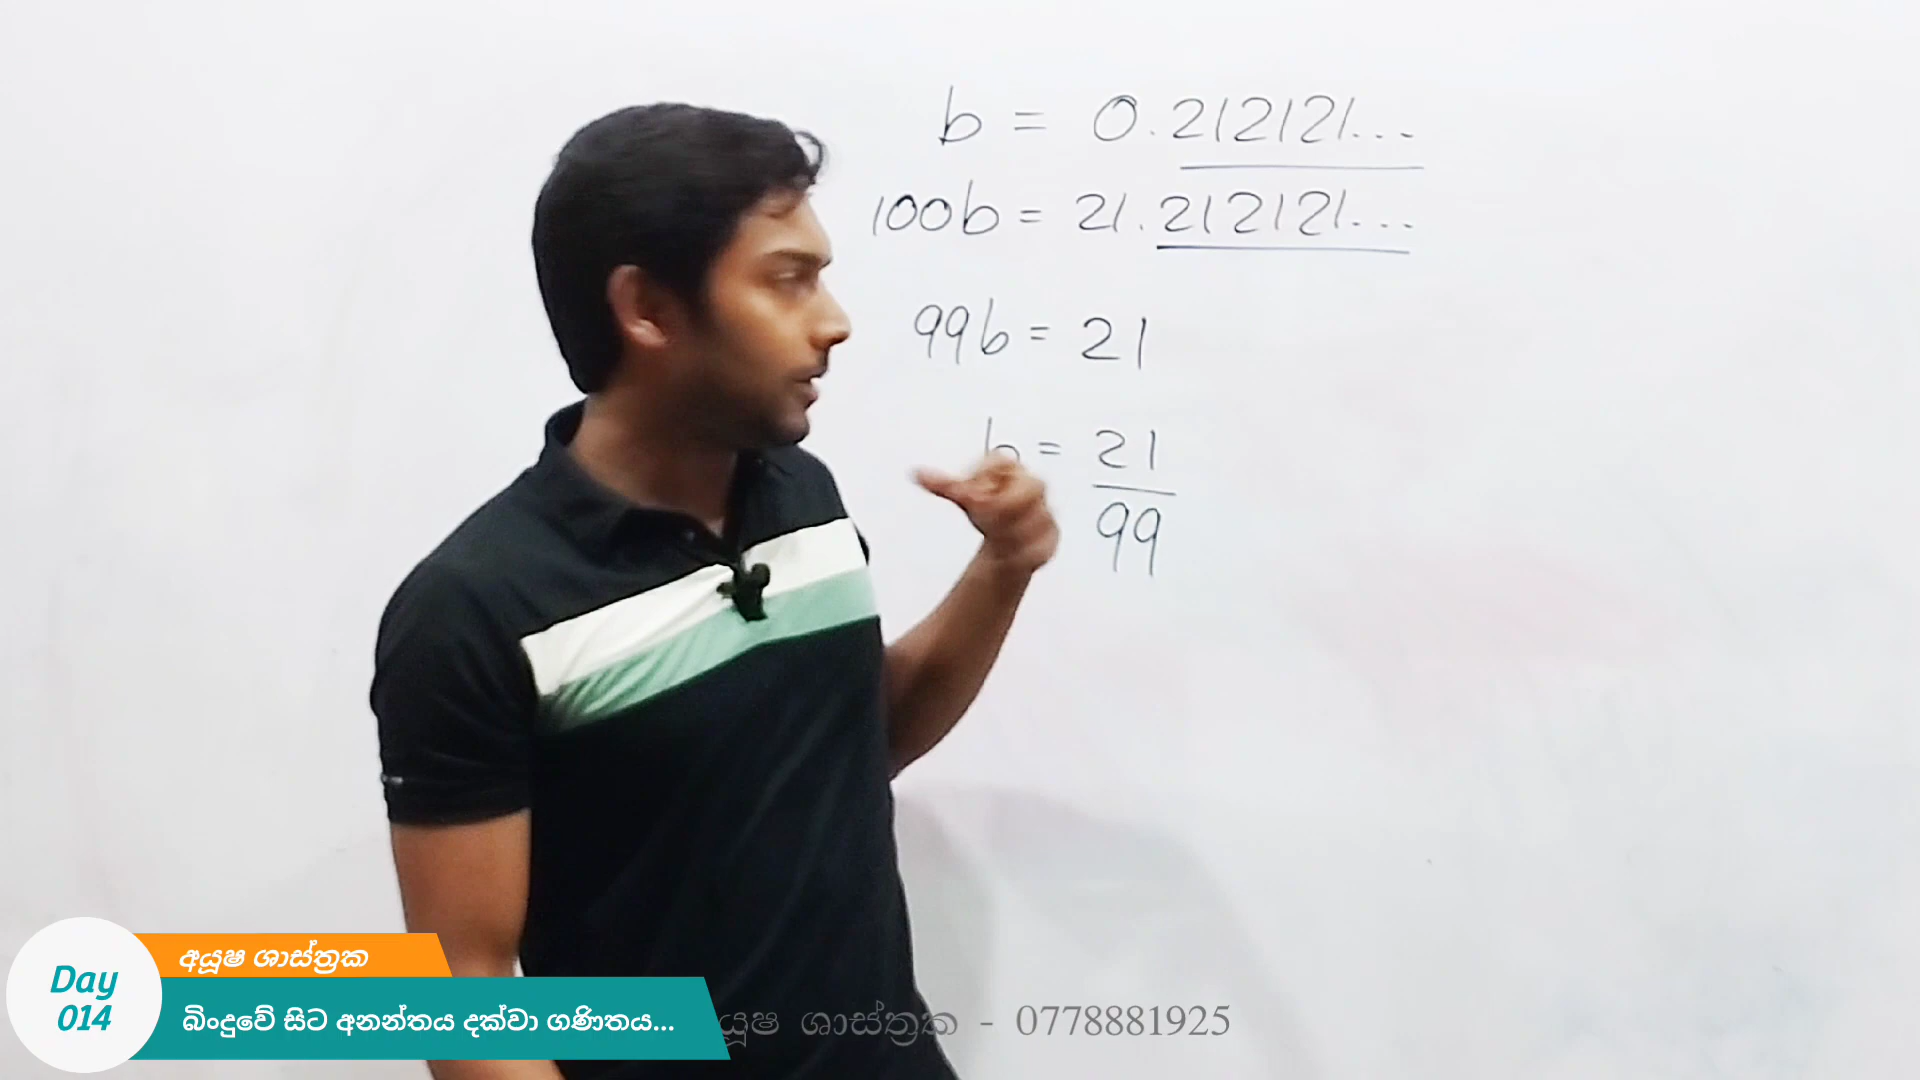 b = 0.212121...
100b = 21.212121...
99b = 21
b = 21
99
අයූෂ ශාස්ත්‍රක
Day
014
බිංදුවේ සිට අනන්තය දක්වා ගණිතය...
යූෂ ශාස්ත්‍රක - 0778881925